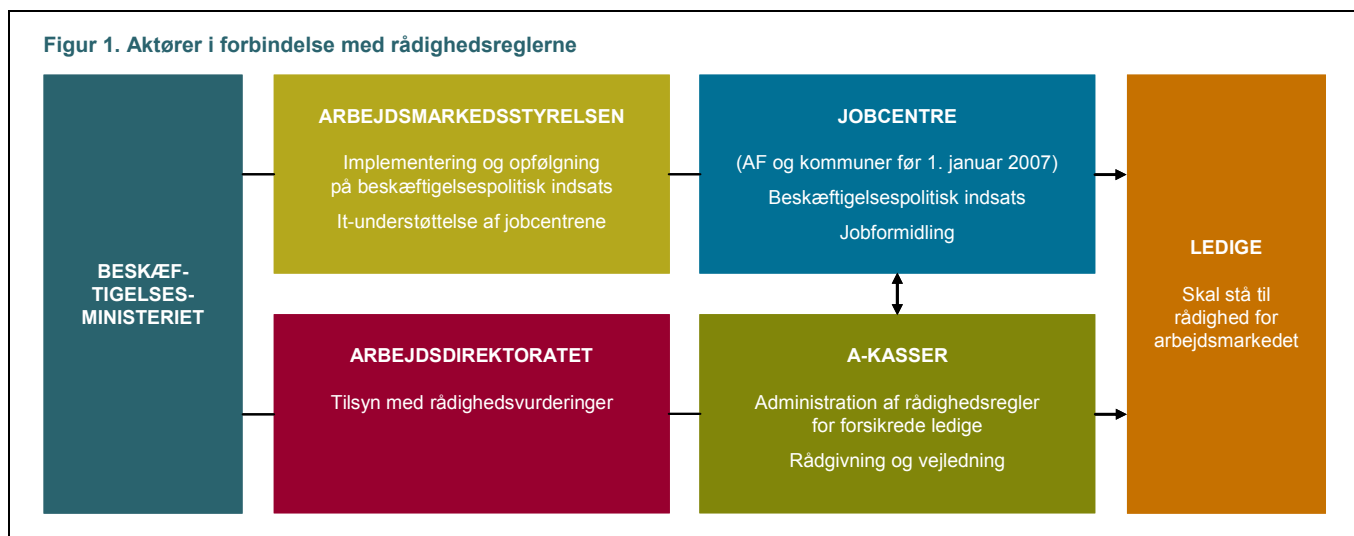 Figur 1. Aktører i forbindelse med rådighedsreglerne
BESKÆF-
TIGELSES-
MINISTERIET
ARBEJDSMARKEDSSTYRELSEN
Implementering og opfølgning
på beskæftigelsespolitisk indsats
It-understøttelse af jobcentrene
JOBCENTRE
(AF og kommuner før 1. januar 2007)
Beskæftigelsespolitisk indsats
Jobformidling
ARBEJDSDIREKTORATET
Tilsyn med rådighedsvurderinger
A-KASSER
Administration af rådighedsregler
for forsikrede ledige
Rådgivning og vejledning
LEDIGE
Skal stå til
rådighed for
arbejdsmarkedet